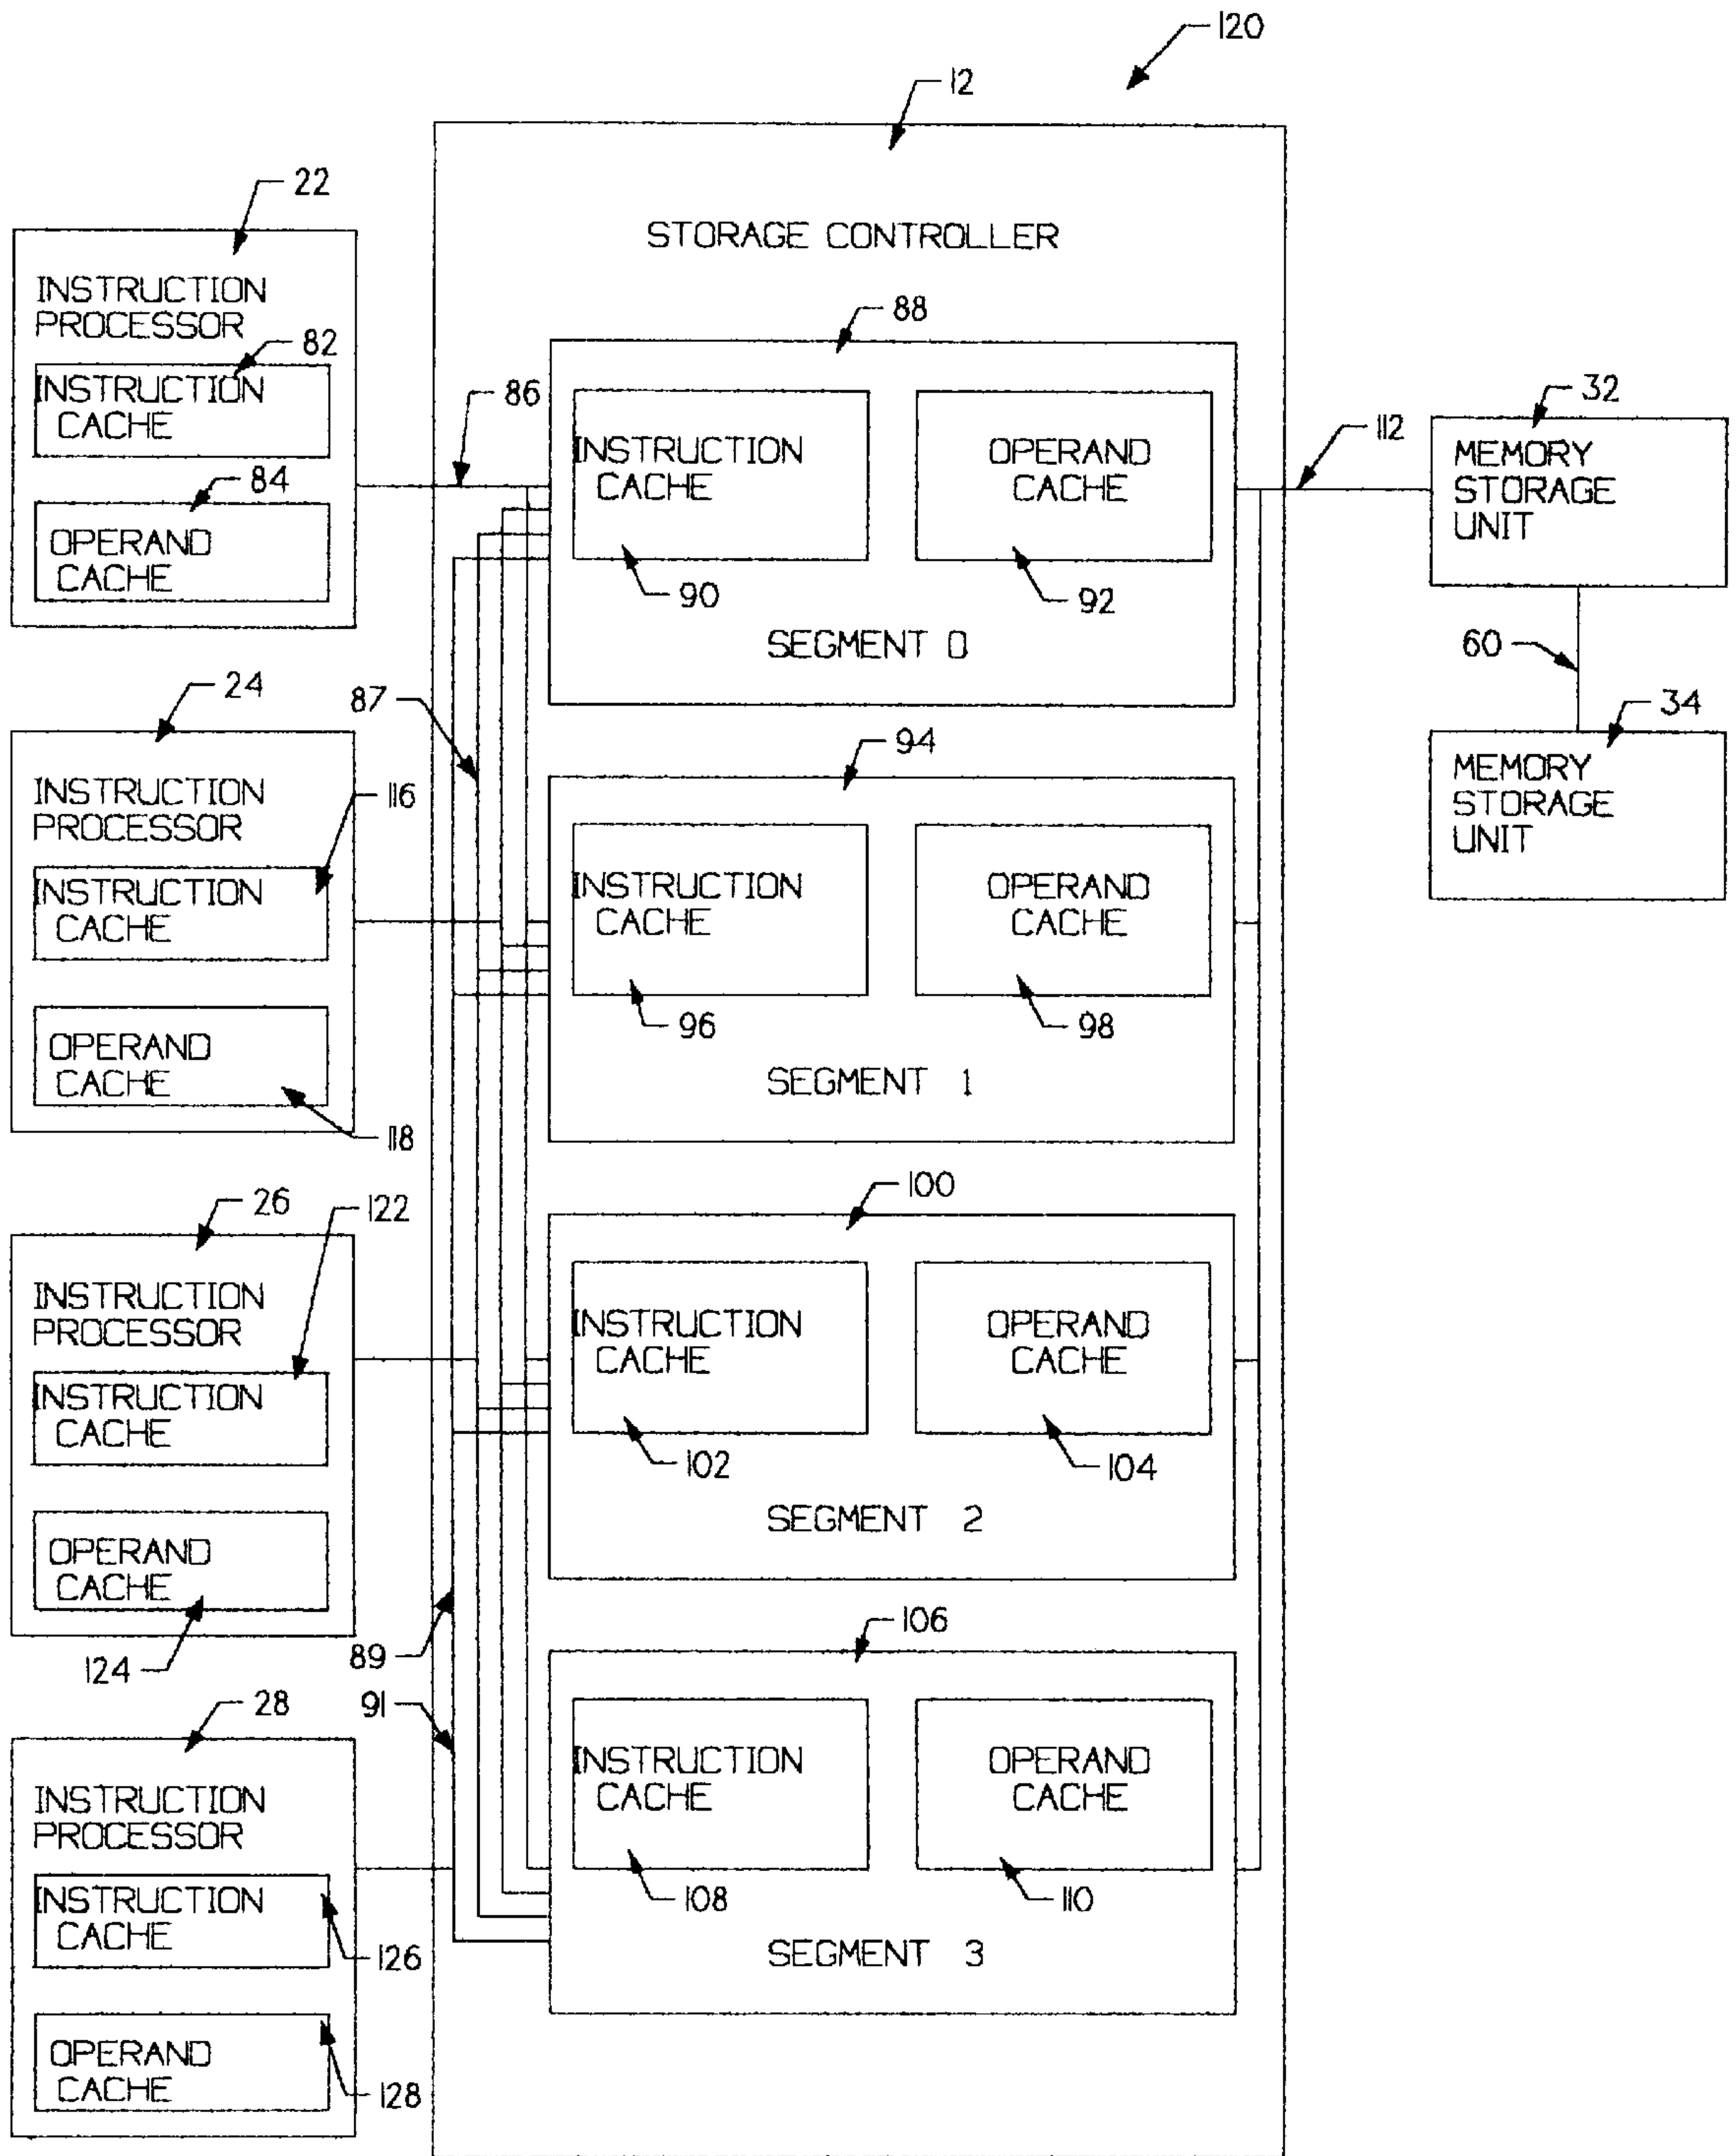 120
12
STORAGE CONTROLLER
22
INSTRUCTION
PROCESSOR
82
INSTRUCTION
CACHE
84
OPERAND
CACHE
86
88
INSTRUCTION
CACHE
90
OPERAND
CACHE
92
SEGMENT 0
112
32
MEMORY
STORAGE
UNIT
60
34
MEMORY
STORAGE
UNIT
24
INSTRUCTION
PROCESSOR
116
INSTRUCTION
CACHE
OPERAND
CACHE
118
87
94
INSTRUCTION
CACHE
96
OPERAND
CACHE
98
SEGMENT 1
26
122
INSTRUCTION
PROCESSOR
INSTRUCTION
CACHE
OPERAND
CACHE
124
100
INSTRUCTION
CACHE
102
OPERAND
CACHE
104
SEGMENT 2
89
91
28
INSTRUCTION
PROCESSOR
INSTRUCTION
CACHE
126
OPERAND
CACHE
128
106
INSTRUCTION
CACHE
108
OPERAND
CACHE
110
SEGMENT 3